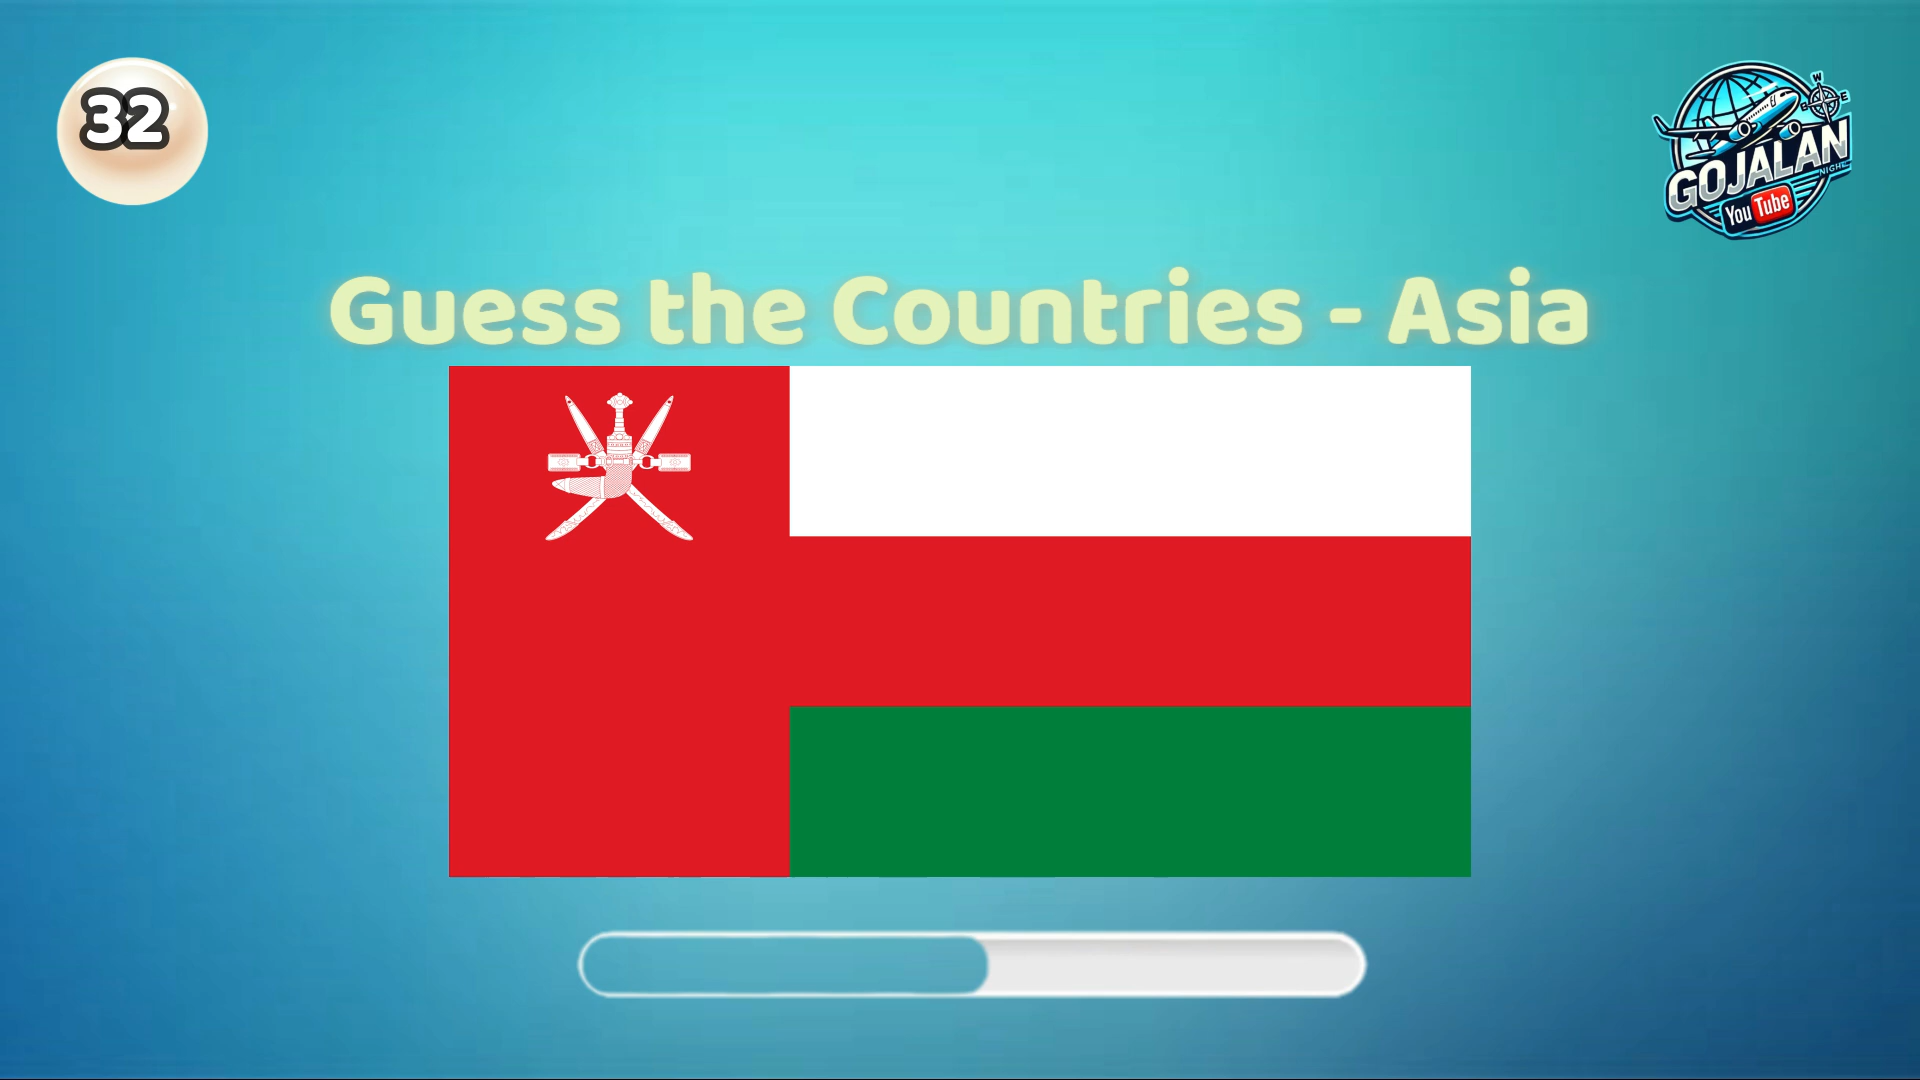 32
W
E
GOJALAN
NIGHT
You Tube
Guess the Countries - Asia